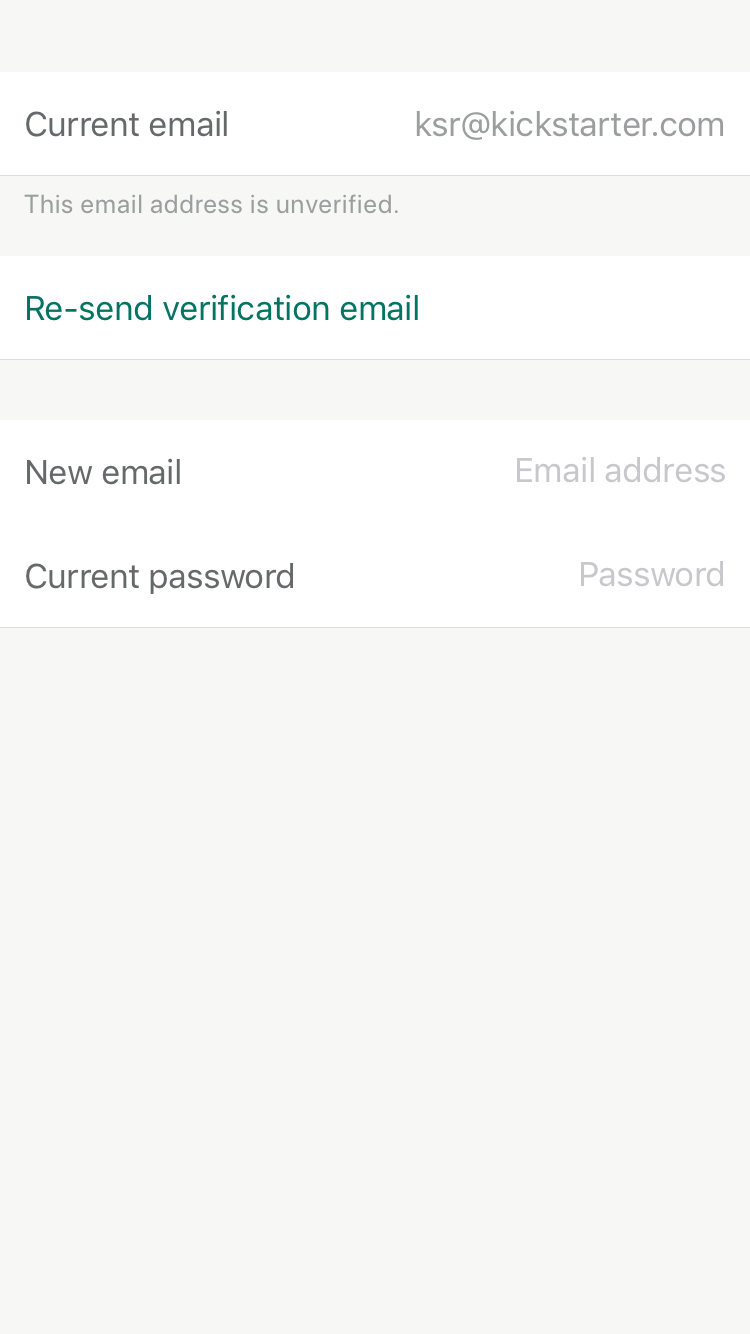 Current email ksr@kickstarter.com
This email address is unverified.
Re-send verification email
New email Email address
Current password Password